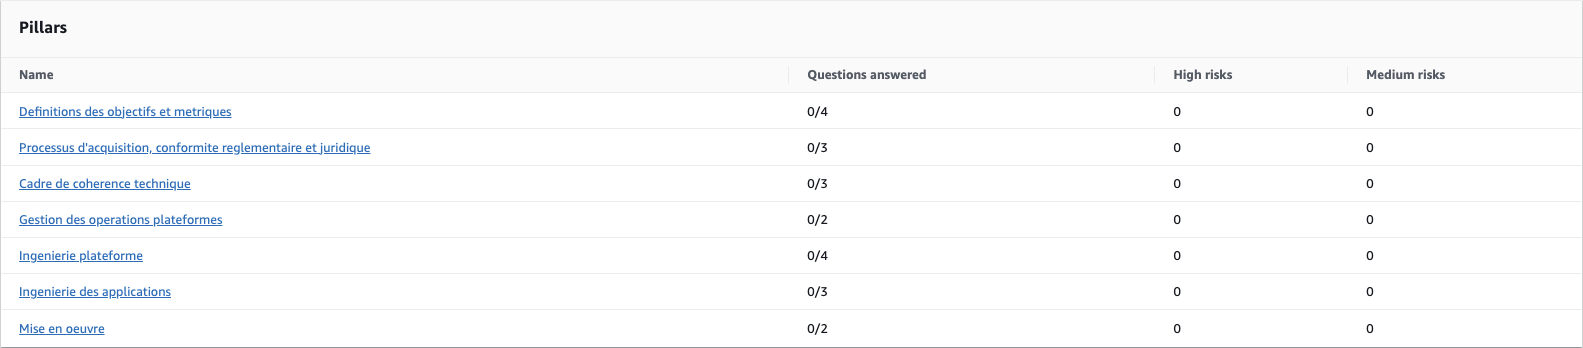 Pillars
Name Questions answered High risks Medium risks
Definitions des objectifs et metriques 0/4 0 0
Processus d'acquisition, conformite reglementaire et juridique 0/3 0 0
Cadre de coherence technique 0/3 0 0
Gestion des operations plateformes 0/2 0 0
Ingenierie plateforme 0/4 0 0
Ingenierie des applications 0/3 0 0
Mise en oeuvre 0/2 0 0